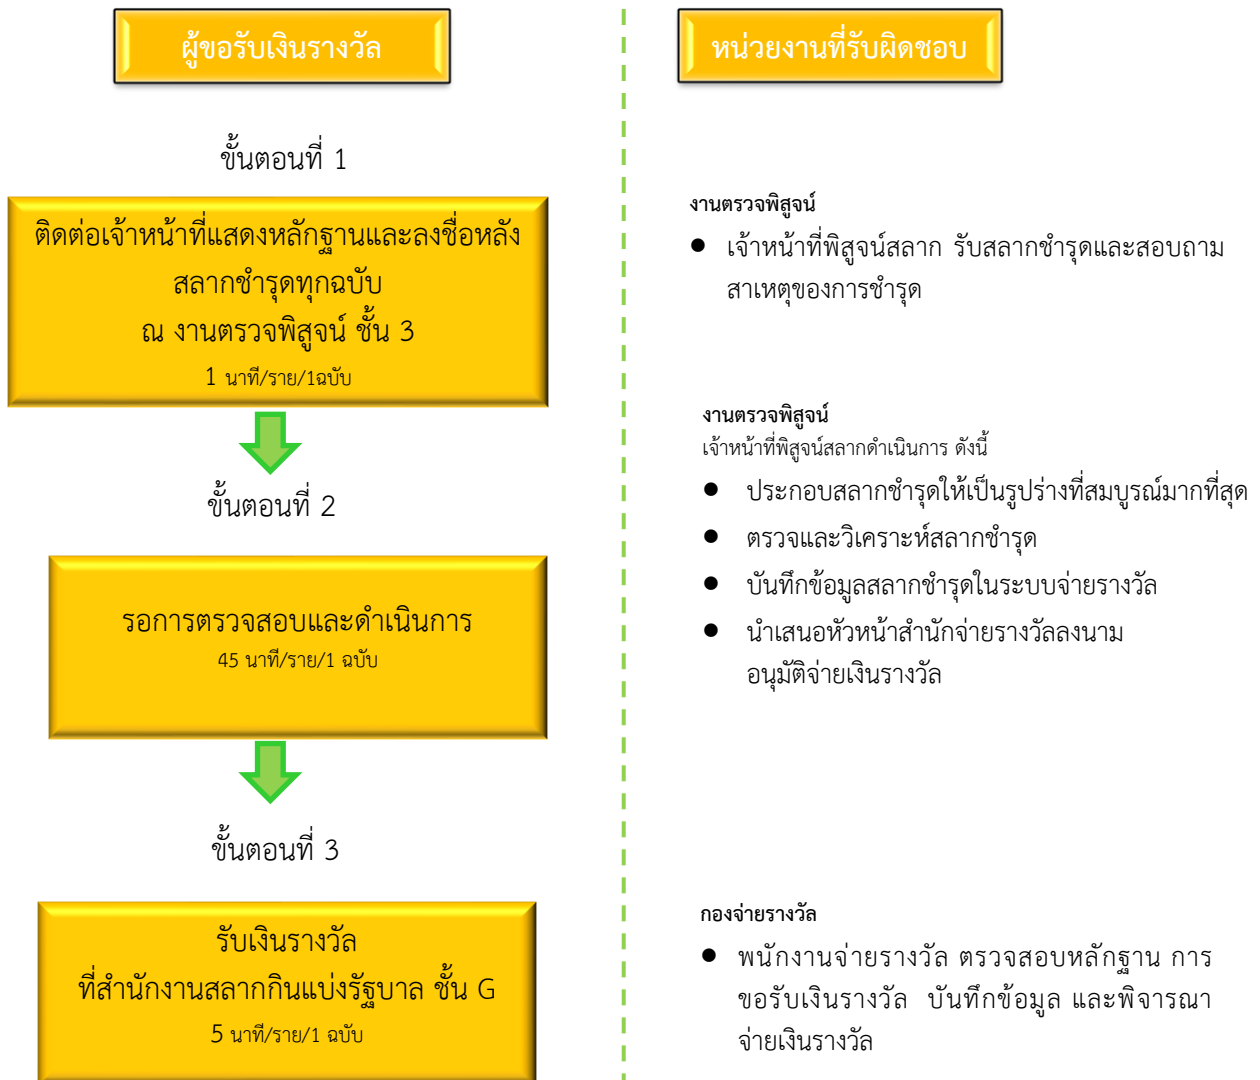 ผู้ขอรับเงินรางวัล
หน่วยงานที่รับผิดชอบ
ขั้นตอนที่ 1
ติดต่อเจ้าหน้าที่แสดงหลักฐานและลงชื่อหลัง
สลากชำรุดทุกฉบับ
ณ งานตรวจพิสูจน์ ชั้น 3
1 นาที/ราย/1ฉบับ
งานตรวจพิสูจน์
● เจ้าหน้าที่พิสูจน์สลาก รับสลากชำรุดและสอบถาม
สาเหตุของการชำรุด
ขั้นตอนที่ 2
รอการตรวจสอบและดำเนินการ
45 นาที/ราย/1 ฉบับ
งานตรวจพิสูจน์
เจ้าหน้าที่พิสูจน์สลากดำเนินการ ดังนี้
● ประกอบสลากชำรุดให้เป็นรูปร่างที่สมบูรณ์มากที่สุด
● ตรวจและวิเคราะห์สลากชำรุด
● บันทึกข้อมูลสลากชำรุดในระบบจ่ายรางวัล
● นำเสนอหัวหน้าสำนักจ่ายรางวัลลงนาม
อนุมัติจ่ายเงินรางวัล
ขั้นตอนที่ 3
รับเงินรางวัล
ที่สำนักงานสลากกินแบ่งรัฐบาล ชั้น G
5 นาที/ราย/1 ฉบับ
กองจ่ายรางวัล
● พนักงานจ่ายรางวัล ตรวจสอบหลักฐาน การ
ขอรับเงินรางวัล บันทึกข้อมูล และพิจารณา
จ่ายเงินรางวัล